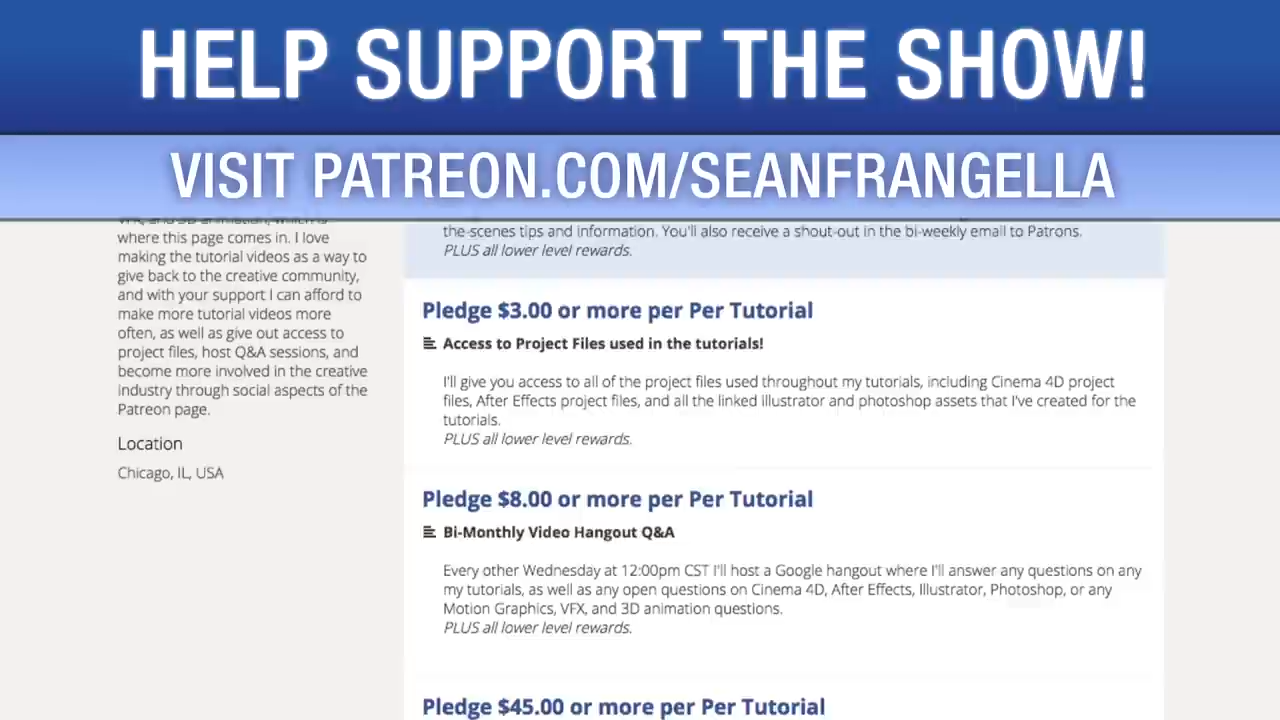 HELP SUPPORT THE SHOW!
VISIT PATREON.COM/SEANFRANGELLA
VFX, and 3D animation, which is
where this page comes in. I love
making the tutorial videos as a way to
give back to the creative community,
and with your support I can afford to
make more tutorial videos more
often, as well as give out access to
project files, host Q&A sessions, and
become more involved in the creative
industry through social aspects of the
Patreon page.
Location
Chicago, IL, USA
the-scenes tips and information. You'll also receive a shout-out in the bi-weekly email to Patrons.
PLUS all lower level rewards.
Pledge $3.00 or more per Per Tutorial
Access to Project Files used in the tutorials!
I'll give you access to all of the project files used throughout my tutorials, including Cinema 4D project
files, After Effects project files, and all the linked illustrator and photoshop assets that I've created for the
tutorials.
PLUS all lower level rewards.
Pledge $8.00 or more per Per Tutorial
Bi-Monthly Video Hangout Q&A
Every other Wednesday at 12:00pm CST I'll host a Google hangout where I'll answer any questions on any
my tutorials, as well as any open questions on Cinema 4D, After Effects, Illustrator, Photoshop, or any
Motion Graphics, VFX, and 3D animation questions.
PLUS all lower level rewards.
Pledge $45.00 or more per Per Tutorial